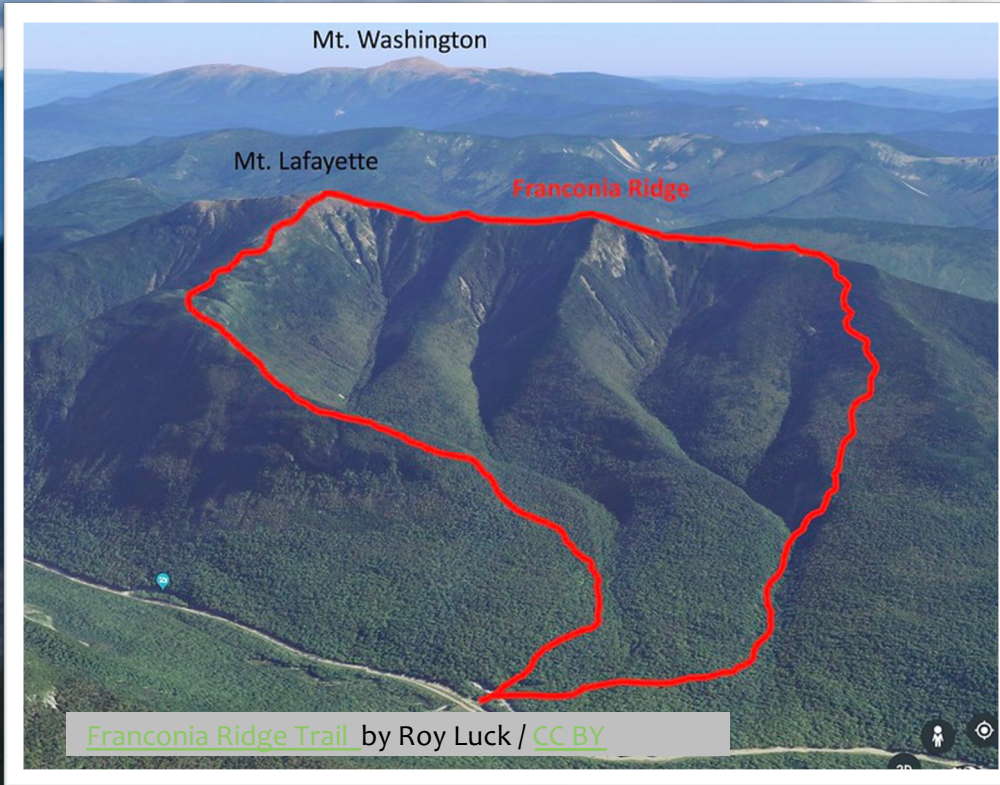 Mt. Washington
Mt. Lafayette
Franconia Ridge
Franconia Ridge Trail by Roy Luck / CC BY